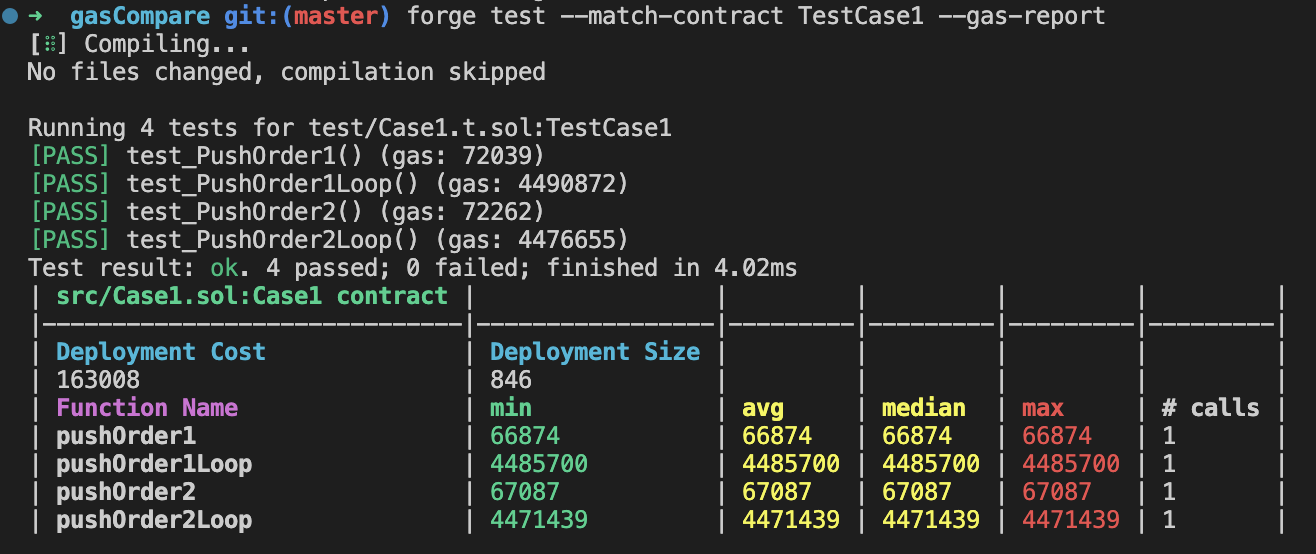 ➜ gasCompare git:(master) forge test --match-contract TestCase1 --gas-report
[⠿] Compiling...
No files changed, compilation skipped
Running 4 tests for test/Case1.t.sol:TestCase1
[PASS] test_PushOrder1() (gas: 72039)
[PASS] test_PushOrder1Loop() (gas: 4490872)
[PASS] test_PushOrder2() (gas: 72262)
[PASS] test_PushOrder2Loop() (gas: 4476655)
Test result: ok. 4 passed; 0 failed; finished in 4.02ms
| src/Case1.sol:Case1 contract | | | | | |
|------------------------------|-----------------|---------|---------|---------|---------|
| Deployment Cost | Deployment Size | | | | |
| 163008 | 846 | | | | |
| Function Name | min | avg | median | max | # calls |
| pushOrder1 | 66874 | 66874 | 66874 | 66874 | 1 |
| pushOrder1Loop | 4485700 | 4485700 | 4485700 | 4485700 | 1 |
| pushOrder2 | 67087 | 67087 | 67087 | 67087 | 1 |
| pushOrder2Loop | 4471439 | 4471439 | 4471439 | 4471439 | 1 |